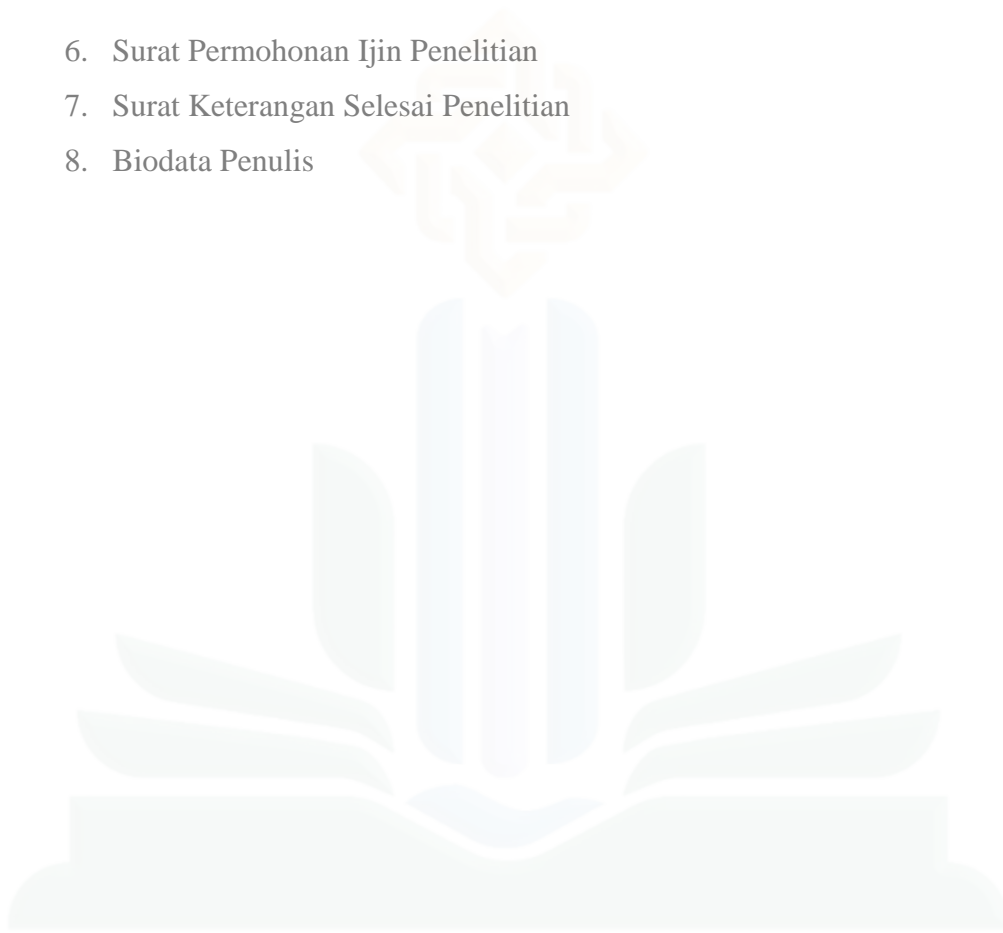 6. Surat Permohonan Ijin Penelitian
7. Surat Keterangan Selesai Penelitian
8. Biodata Penulis